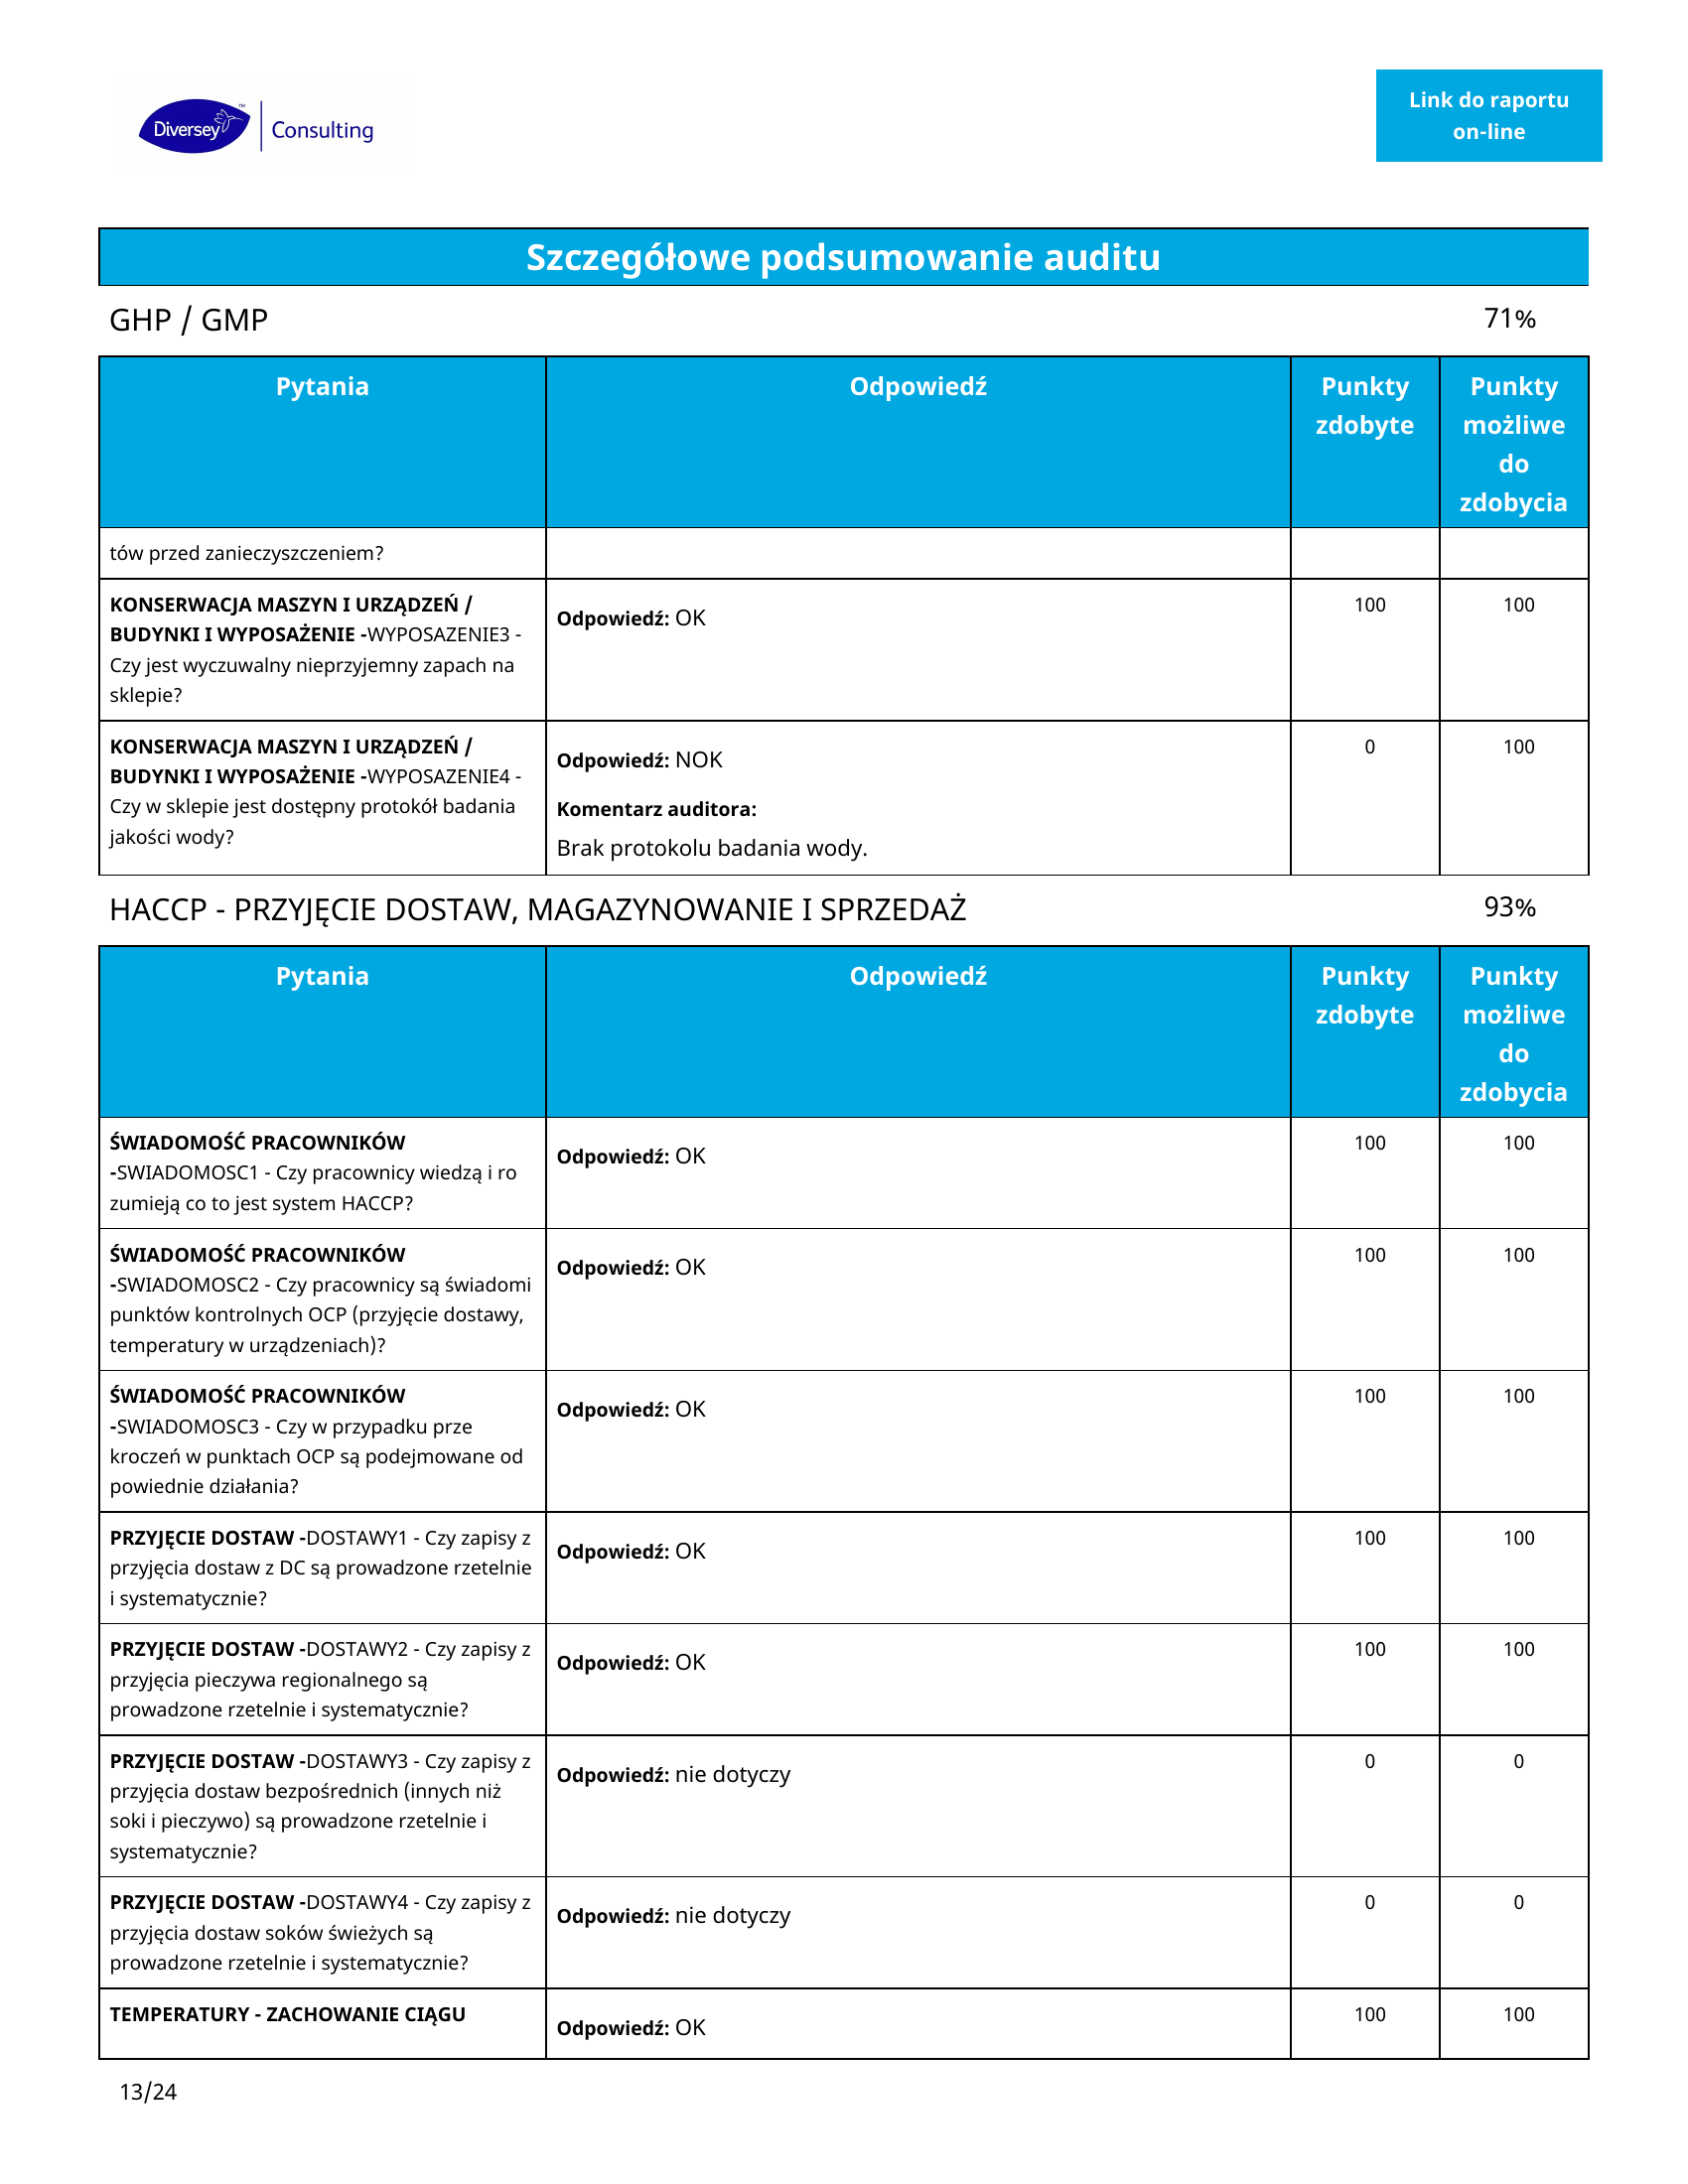 Diversey™ Consulting
Link do raportu
on-line
Szczegółowe podsumowanie auditu
GHP / GMP 71%
Pytania Odpowiedź Punkty zdobyte Punkty możliwe do zdobycia
tów przed zanieczyszczeniem?
KONSERWACJA MASZYN I URZĄDZEŃ /
BUDYNKI I WYPOSAŻENIE -WYPOSAZENIE3 -
Czy jest wyczuwalny nieprzyjemny zapach na
sklepie?
Odpowiedź: OK
100 100
KONSERWACJA MASZYN I URZĄDZEŃ /
BUDYNKI I WYPOSAŻENIE -WYPOSAZENIE4 -
Czy w sklepie jest dostępny protokół badania
jakości wody?
Odpowiedź: NOK
Komentarz auditora:
Brak protokolu badania wody.
0 100
HACCP - PRZYJĘCIE DOSTAW, MAGAZYNOWANIE I SPRZEDAŻ 93%
Pytania Odpowiedź Punkty zdobyte Punkty możliwe do zdobycia
ŚWIADOMOŚĆ PRACOWNIKÓW
-SWIADOMOSC1 - Czy pracownicy wiedzą i ro
zumieją co to jest system HACCP?
Odpowiedź: OK
100 100
ŚWIADOMOŚĆ PRACOWNIKÓW
-SWIADOMOSC2 - Czy pracownicy są świadomi
punktów kontrolnych OCP (przyjęcie dostawy,
temperatury w urządzeniach)?
Odpowiedź: OK
100 100
ŚWIADOMOŚĆ PRACOWNIKÓW
-SWIADOMOSC3 - Czy w przypadku prze
kroczeń w punktach OCP są podejmowane od
powiednie działania?
Odpowiedź: OK
100 100
PRZYJĘCIE DOSTAW -DOSTAWY1 - Czy zapisy z
przyjęcia dostaw z DC są prowadzone rzetelnie
i systematycznie?
Odpowiedź: OK
100 100
PRZYJĘCIE DOSTAW -DOSTAWY2 - Czy zapisy z
przyjęcia pieczywa regionalnego są
prowadzone rzetelnie i systematycznie?
Odpowiedź: OK
100 100
PRZYJĘCIE DOSTAW -DOSTAWY3 - Czy zapisy z
przyjęcia dostaw bezpośrednich (innych niż
soki i pieczywo) są prowadzone rzetelnie i
systematycznie?
Odpowiedź: nie dotyczy
0 0
PRZYJĘCIE DOSTAW -DOSTAWY4 - Czy zapisy z
przyjęcia dostaw soków świeżych są
prowadzone rzetelnie i systematycznie?
Odpowiedź: nie dotyczy
0 0
TEMPERATURY - ZACHOWANIE CIĄGU
Odpowiedź: OK
100 100
13/24